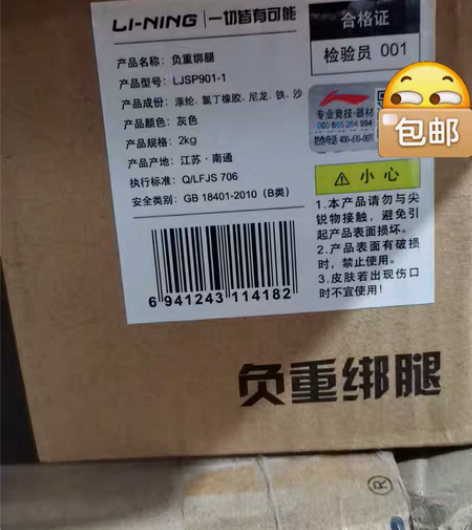 LI-NING 一切皆有可能
产品名称：负重绑腿
产品型号：LJSP901-1
产品成份：涤纶、氯丁橡胶、尼龙、铁、沙
产品颜色：灰色
产品规格：2kg
产品产地：江苏·南通
执行标准：Q/LFJS 706
安全类别：GB 18401-2010（B类）
6 941243 114182
合格证
检验员 001
专业竞技·器材
包邮
小心
1.本产品请勿与尖
锐物接触，避免引
起产品表面损坏。
2.产品表面有破损
时，禁止使用。
3.皮肤若出现伤口
时不宜使用！
负重绑腿
®